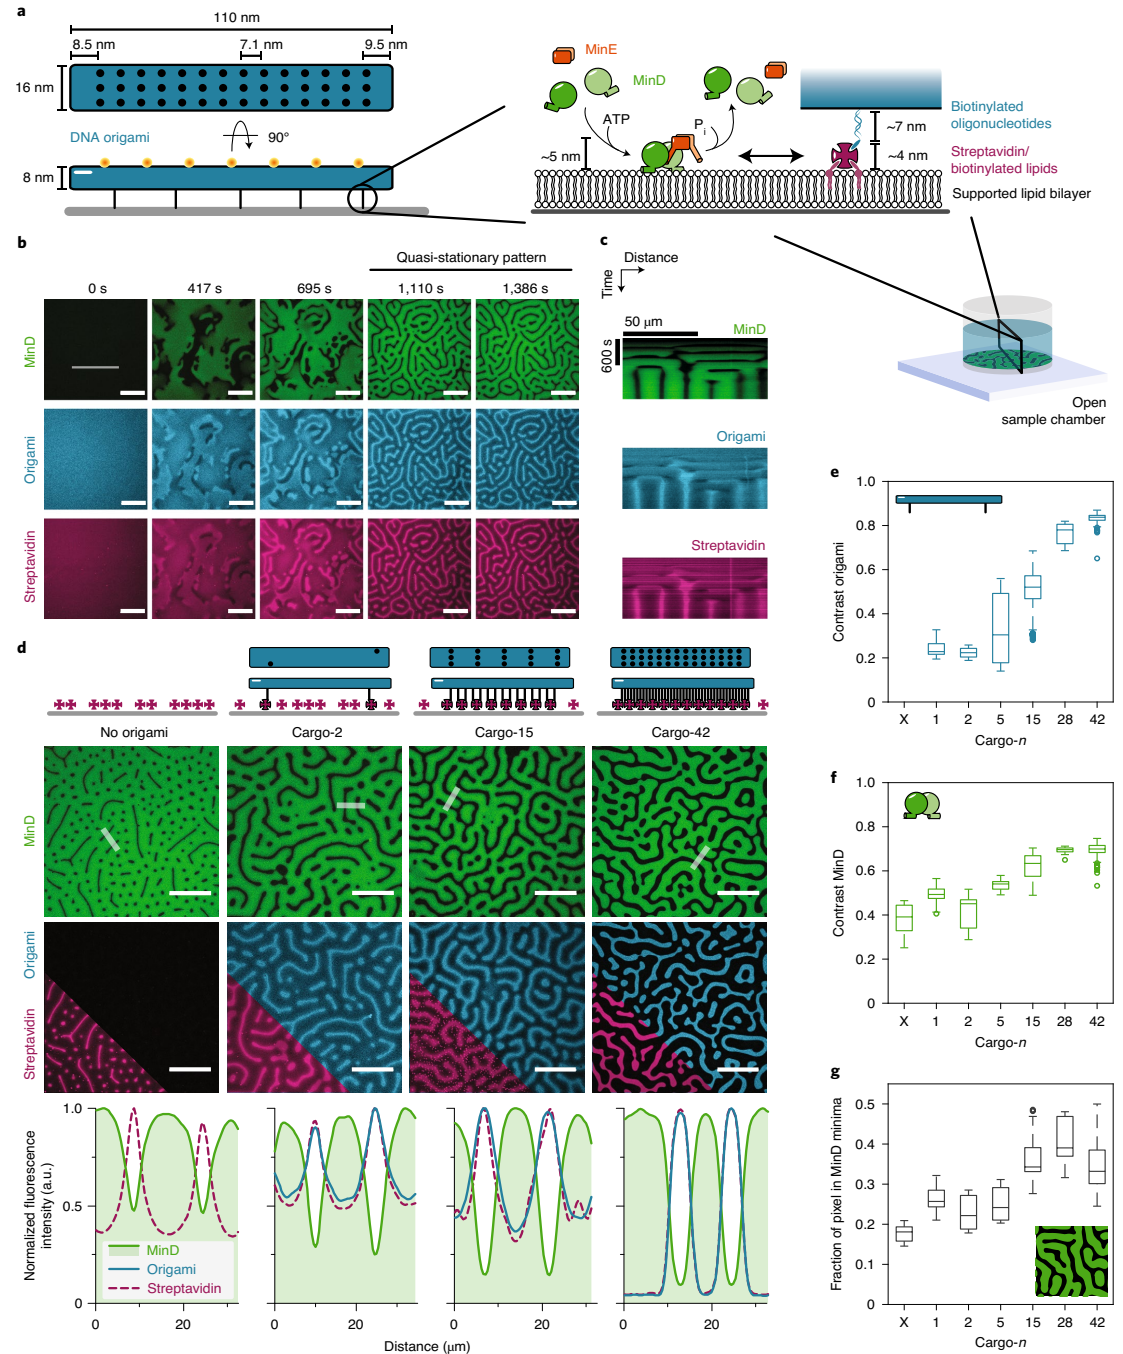 a
110 nm
8.5 nm
7.1 nm
9.5 nm
16 nm
DNA origami
90°
8 nm
MinE
MinD
ATP
Pi
~5 nm
~7 nm
~4 nm
Biotinylated
oligonucleotides
Streptavidin/
biotinylated lipids
Supported lipid bilayer
Open
sample chamber
b
Quasi-stationary pattern
0 s
417 s
695 s
1,110 s
1,386 s
MinD
Origami
Streptavidin
c
Distance
Time
50 μm
600 s
MinD
Origami
Streptavidin
d
No origami
Cargo-2
Cargo-15
Cargo-42
MinD
Origami
Streptavidin
Normalized fluorescence
intensity (a.u.)
1.0
0.5
0
MinD
Origami
Streptavidin
0
20
0
20
0
20
0
20
Distance (μm)
e
Contrast origami
1.0
0.8
0.6
0.4
0.2
0
X
1
2
5
15
28
42
Cargo-n
f
Contrast MinD
1.0
0.8
0.6
0.4
0.2
0
X
1
2
5
15
28
42
Cargo-n
g
Fraction of pixel in MinD minima
0.5
0.4
0.3
0.2
0.1
0
X
1
2
5
15
28
42
Cargo-n